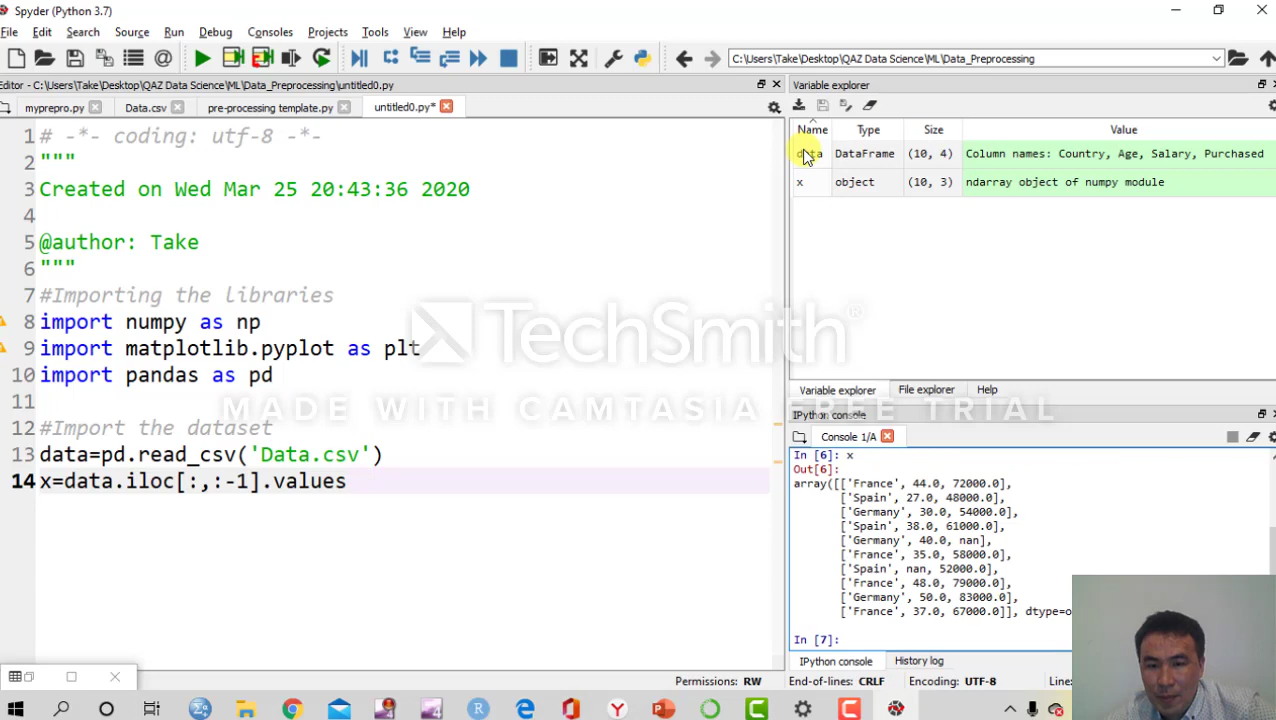 Spyder (Python 3.7)
File Edit Search Source Run Debug Consoles Projects Tools View Help
C:\Users\Take\Desktop\QAZ Data Science\ML\Data_Preprocessing
Editor - C:\Users\Take\Desktop\QAZ Data Science\ML\Data_Preprocessing\untitled0.py
myprepro.py Data.csv pre-processing template.py untitled0.py*
1 # -*- coding: utf-8 -*-
2 """
3 Created on Wed Mar 25 20:43:36 2020
4
5 @author: Take
6 """
7 #Importing the libraries
8 import numpy as np
9 import matplotlib.pyplot as plt
10 import pandas as pd
11
12 #Import the dataset
13 data=pd.read_csv('Data.csv')
14 x=data.iloc[:,:-1].values
Variable explorer
Name Type Size Value
data DataFrame (10, 4) Column names: Country, Age, Salary, Purchased
x object (10, 3) ndarray object of numpy module
TechSmith®
MADE WITH CAMTASIA FREE TRIAL
Variable explorer File explorer Help
IPython console
Console 1/A
In [6]: x
Out[6]:
array([['France', 44.0, 72000.0],
['Spain', 27.0, 48000.0],
['Germany', 30.0, 54000.0],
['Spain', 38.0, 61000.0],
['Germany', 40.0, nan],
['France', 35.0, 58000.0],
['Spain', nan, 52000.0],
['France', 48.0, 79000.0],
['Germany', 50.0, 83000.0],
['France', 37.0, 67000.0]], dtype=o
In [7]:
IPython console History log
Permissions: RW End-of-lines: CRLF Encoding: UTF-8 Line: